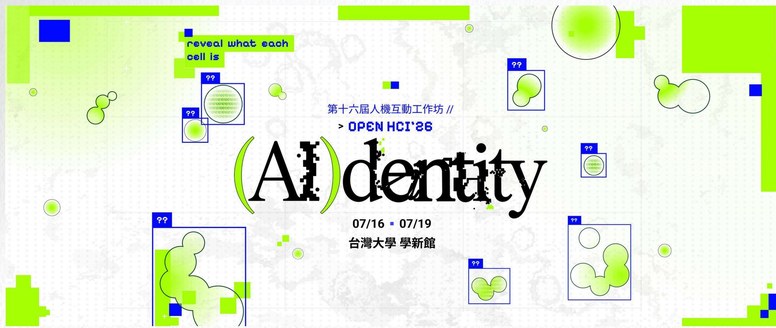 reveal what each
cell is
??
??
??
第十六屆人機互動工作坊 //
> OPEN HCI'26
(AI)dentity
??
07/16 07/19
台灣大學 學新館
??
??
??